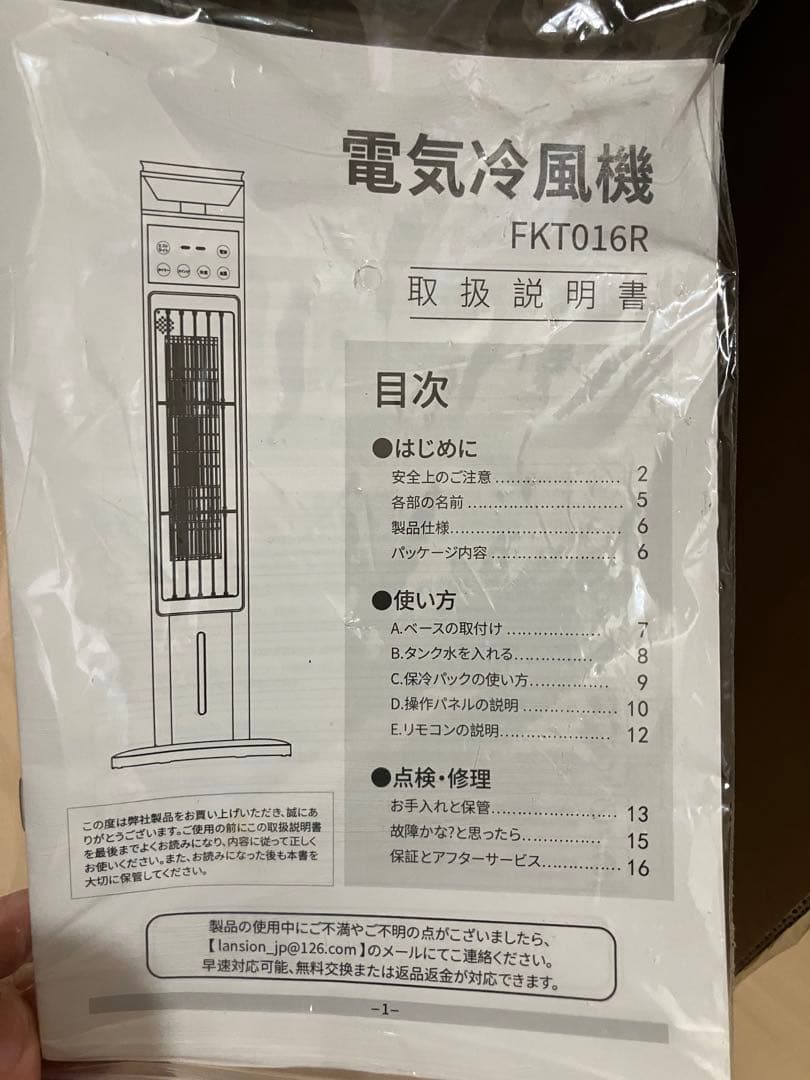 電気冷風機
FKT016R
取扱説明書
目次
●はじめに
安全上のご注意........................ 2
各部の名前............................ 5
製品仕様.............................. 6
パッケージ内容........................ 6
●使い方
A.ベースの取付け.................. 7
B.タンク水を入れる............... 8
C.保冷パックの使い方............... 9
D.操作パネルの説明.................. 10
E.リモコンの説明..................... 12
●点検・修理
お手入れと保管........................ 13
故障かな?と思ったら.................. 15
保証とアフターサービス............... 16
この度は弊社製品をお買い上げいただき、誠にあ
りがとうございます。ご使用の前にこの取扱説明書
を最後までよくお読みになり、内容に従って正しく
お使いください。また、お読みになった後も本書を
大切に保管してください。
製品の使用中にご不満やご不明の点がこざいましたら、
【lansion_jp@126.com】のメールにてこ連絡ください。
早速対応可能、無料交換または返品返金が対応できます。
-1-